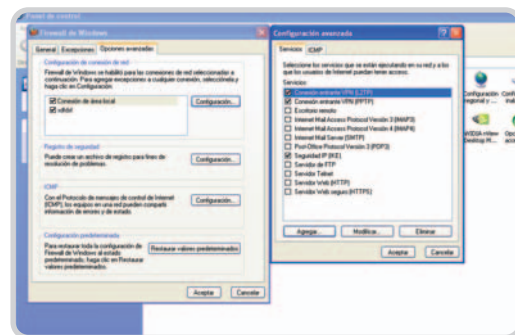 Panel de control
Firewall de Windows
General
Excepciones
Opciones avanzadas
Configuración de conexión de red
Firewall de Windows se habilitó para las conexiones de red seleccionadas a
continuación. Para agregar excepciones a cualquier conexión, selecciónela y
haga clic en Configuración:
Conexión de área local
Configuración...
Registro de seguridad
Puede crear un archivo de registro para fines de
resolución de problemas.
Configuración...
ICMP
Con el Protocolo de mensajes de control de Internet
(ICMP), los equipos en una red pueden compartir
información de errores y de estado.
Configuración...
Configuración predeterminada
Para restaurar toda la configuración de
Firewall de Windows al estado
predeterminado, haga clic en Restaurar
valores predeterminados.
Restaurar valores predeterminados
Aceptar
Cancelar
Configuración avanzada
Servicios
ICMP
Seleccione los servicios que se están ejecutando en su red y a los
que los usuarios de Internet pueden tener acceso.
Servicios
Conexión entrante VPN (L2TP)
Conexión entrante VPN (PPTP)
Escritorio remoto
Internet Mail Access Protocol Versión 3 (IMAP3)
Internet Mail Access Protocol Versión 4 (IMAP4)
Internet Mail Server (SMTP)
Post-Office Protocol Versión 3 (POP3)
Seguridad IP (IKE)
Servidor de FTP
Servidor Telnet
Servidor Web (HTTP)
Servidor Web seguro (HTTPS)
Agregar...
Modificar...
Eliminar
Aceptar
Cancelar
Configuración
regional y ...
NVIDIA nView
Desktop M...